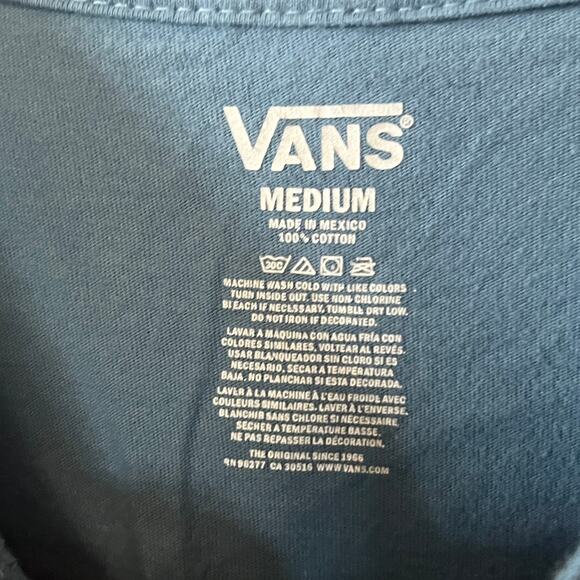 VANS®
MEDIUM
MADE IN MEXICO
100% COTTON
30C
MACHINE WASH COLD WITH LIKE COLORS
TURN INSIDE OUT. USE NON-CHLORINE
BLEACH IF NECESSARY. TUMBLE DRY LOW.
DO NOT IRON IF DECORATED.
LAVAR A MAQUINA CON AGUA FRÍA CON
COLORES SIMILARES, VOLTEAR AL REVÉS.
USAR BLANQUEADOR SIN CLORO SI ES
NECESARIO, SECAR A TEMPERATURA
BAJA. NO PLANCHAR SI ESTA DECORADA.
LAVER À LA MACHINE À L'EAU FROIDE AVEC
COULEURS SIMILAIRES. LAVER À L'ENVERSE.
BLANCHIR SANS CHLORE SI NÉCESSAIRE,
SECHER A TEMPÉRATURE BASSE.
NE PAS REPASSER LA DÉCORATION.
THE ORIGINAL SINCE 1966
RN 96277 CA 30516 WWW.VANS.COM